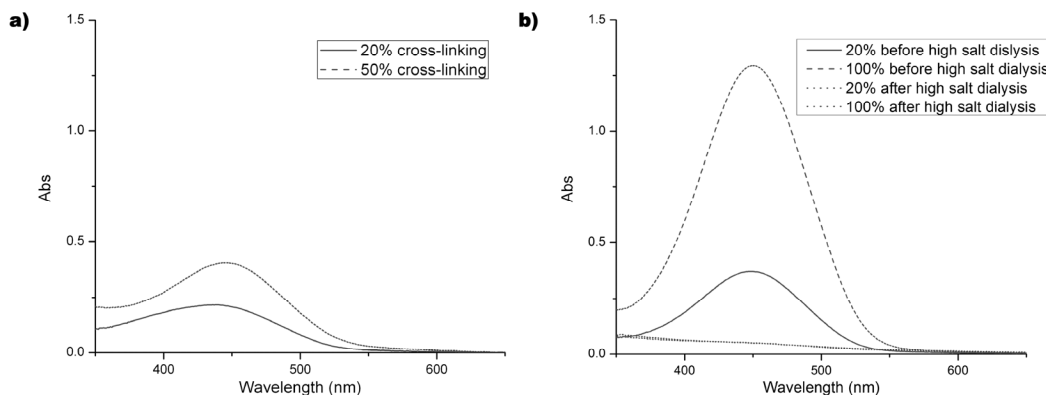 a)
1.5
1.0
0.5
0.0
Abs
400
500
600
Wavelength (nm)
20% cross-linking
50% cross-linking
b)
1.5
1.0
0.5
0.0
Abs
400
500
600
Wavelength (nm)
20% before high salt dislysis
100% before high salt dialysis
20% after high salt dialysis
100% after high salt dialysis